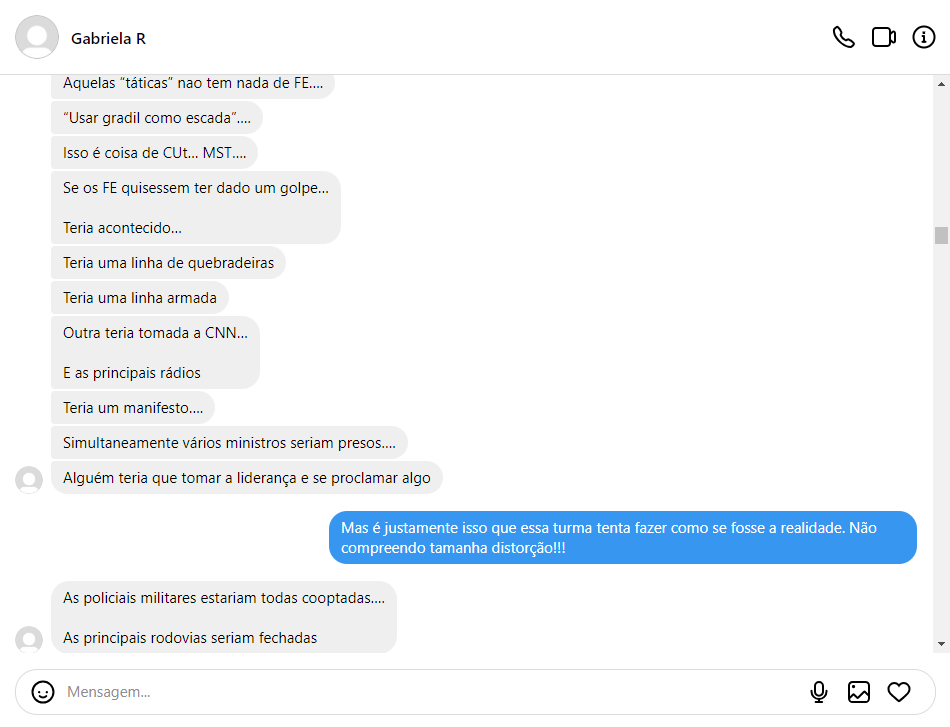 Gabriela R
Aquelas “táticas” nao tem nada de FE....
“Usar gradil como escada”....
Isso é coisa de CUt... MST....
Se os FE quisessem ter dado um golpe...
Teria acontecido...
Teria uma linha de quebradeiras
Teria uma linha armada
Outra teria tomada a CNN...
E as principais rádios
Teria um manifesto....
Simultaneamente vários ministros seriam presos....
Alguém teria que tomar a liderança e se proclamar algo
Mas é justamente isso que essa turma tenta fazer como se fosse a realidade. Não
compreendo tamanha distorção!!!
As policiais militares estariam todas cooptadas....
As principais rodovias seriam fechadas
Mensagem...